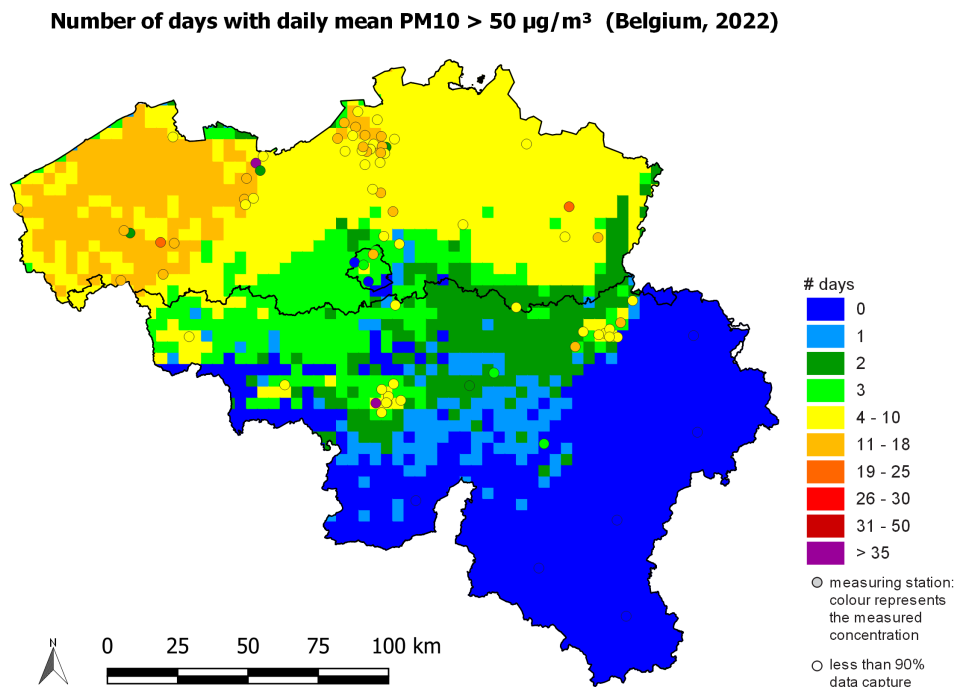 Number of days with daily mean PM10 > 50 µg/m³ (Belgium, 2022)
# days
0
1
2
3
4 - 10
11 - 18
19 - 25
26 - 30
31 - 50
> 35
measuring station:
colour represents
the measured
concentration
less than 90%
data capture
N
0 25 50 75 100 km